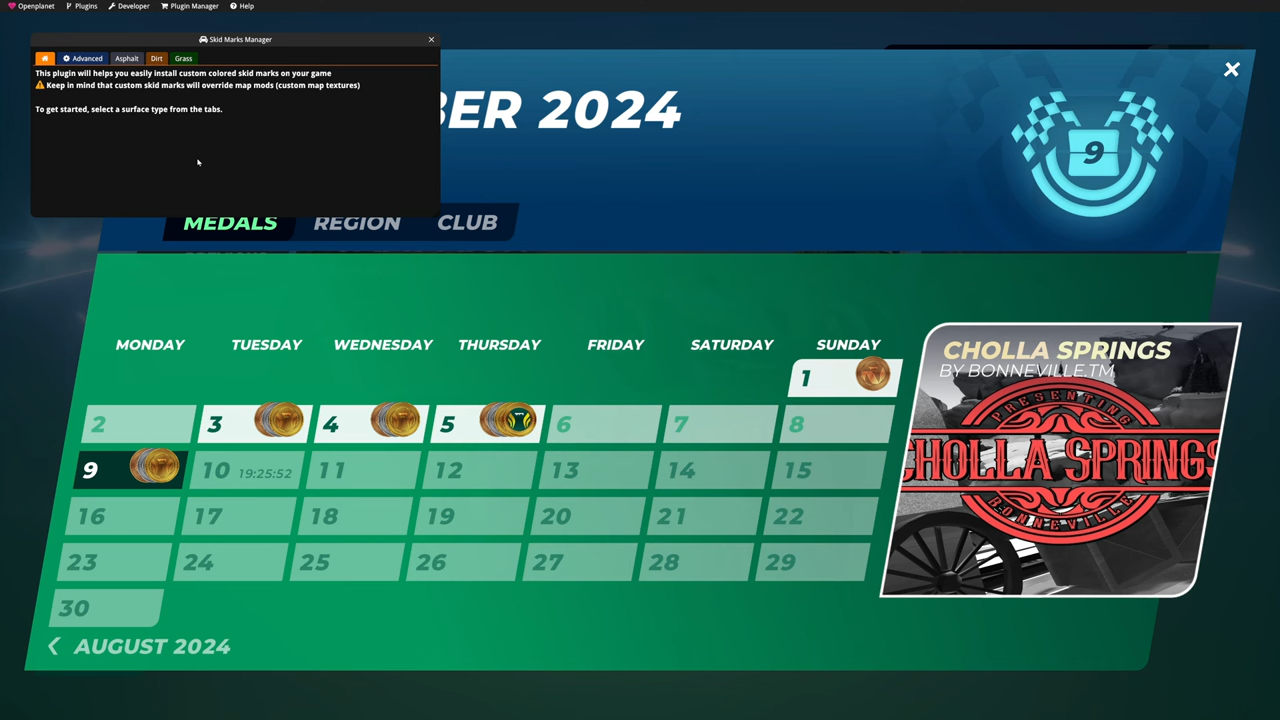 Openplanet Plugins Developer Plugin Manager Help
Skid Marks Manager
Advanced Asphalt Dirt Grass
This plugin will helps you easily install custom colored skid marks on your game
Keep in mind that custom skid marks will override map mods (custom map textures)
To get started, select a surface type from the tabs.
BER 2024
9
MEDALS REGION CLUB
MONDAY TUESDAY WEDNESDAY THURSDAY FRIDAY SATURDAY SUNDAY
1
2 3 4 5 6 7 8
9 10 19:25:52 11 12 13 14 15
16 17 18 19 20 21 22
23 24 25 26 27 28 29
30
AUGUST 2024
CHOLLA SPRINGS
BY BONNEVILLE.TM
PRESENTING
CHOLLA SPRINGS
BONNEVILLE